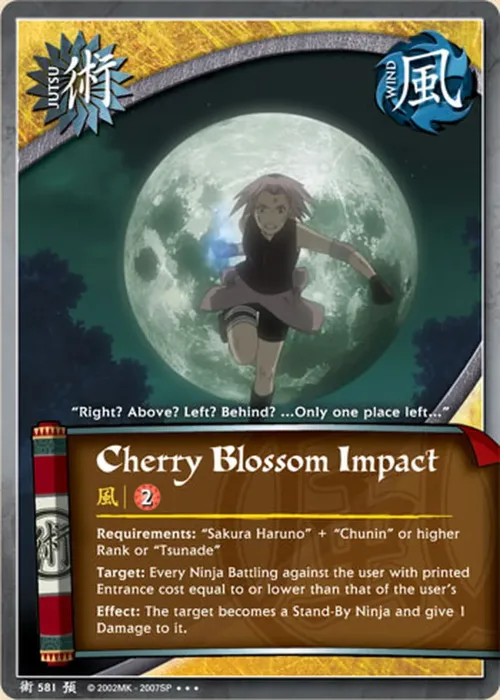 JUTSU 術
WIND 風
"Right? Above? Left? Behind? ...Only one place left..."
Cherry Blossom Impact
風 | 2
Requirements: "Sakura Haruno" + "Chunin" or higher
Rank or "Tsunade"
Target: Every Ninja Battling against the user with printed
Entrance cost equal to or lower than that of the user's
Effect: The target becomes a Stand-By Ninja and give 1
Damage to it.
術
術 581 張 © 2002MK - 2007SP